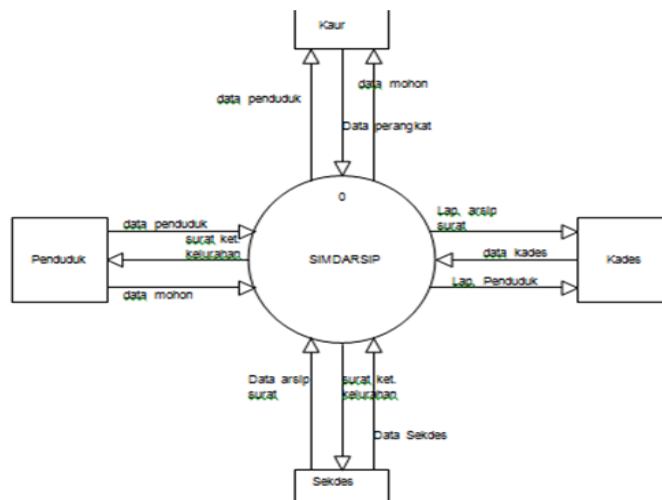 Kaur
data mohon
data penduduk
Data perangkat
0
Lap. arsip
surat
data penduduk
surat ket.
kelurahan
data kades
Penduduk
SIMDARSIP
Kades
Lap. Penduduk
data mohon
Data arsip
surat
surat ket.
kelurahan
Data Sekdes
Sekdes